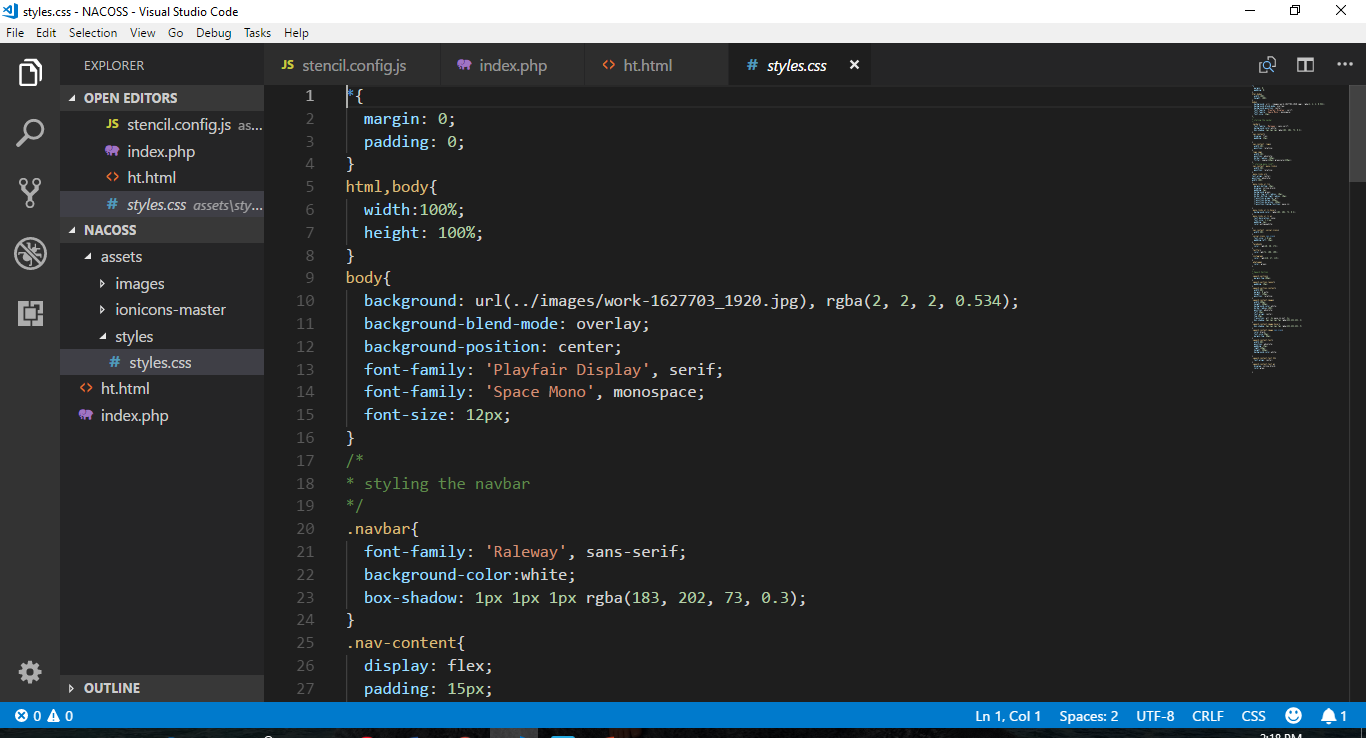 styles.css - NACOSS - Visual Studio Code
File Edit Selection View Go Debug Tasks Help
EXPLORER
OPEN EDITORS
JS stencil.config.js as...
index.php
<> ht.html
# styles.css assets\sty...
NACOSS
assets
images
ionicons-master
styles
# styles.css
<> ht.html
index.php
OUTLINE
JS stencil.config.js index.php <> ht.html # styles.css
1 *{
2 margin: 0;
3 padding: 0;
4 }
5 html,body{
6 width:100%;
7 height: 100%;
8 }
9 body{
10 background: url(../images/work-1627703_1920.jpg), rgba(2, 2, 2, 0.534);
11 background-blend-mode: overlay;
12 background-position: center;
13 font-family: 'Playfair Display', serif;
14 font-family: 'Space Mono', monospace;
15 font-size: 12px;
16 }
17 /*
18 * styling the navbar
19 */
20 .navbar{
21 font-family: 'Raleway', sans-serif;
22 background-color:white;
23 box-shadow: 1px 1px 1px rgba(183, 202, 73, 0.3);
24 }
25 .nav-content{
26 display: flex;
27 padding: 15px;
0 0 Ln 1, Col 1 Spaces: 2 UTF-8 CRLF CSS 1